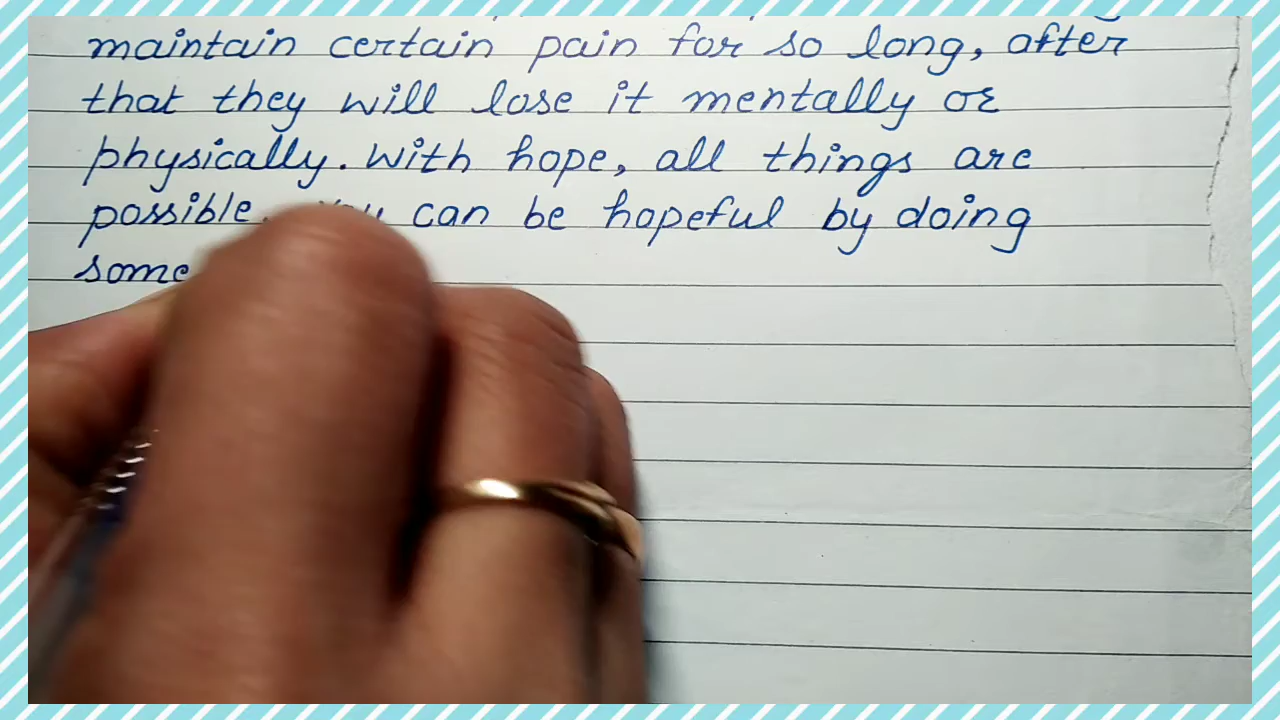 maintain certain pain for so long, after
that they will lose it mentally or
physically. With hope, all things are
possible. can be hopeful by doing
some